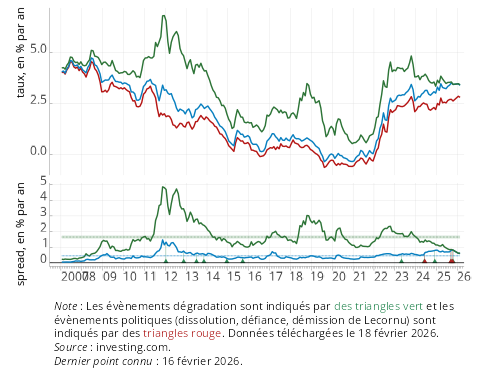 taux, en % par an
5.0
2.5
0.0
5
spread, en % par an
5
4
3
2
1
0
2007 08 09 10 11 12 13 14 15 16 17 18 19 20 21 22 23 24 25 26
Note : Les évènements dégradation sont indiqués par des triangles vert et les
évènements politiques (dissolution, défiance, démission de Lecornu) sont
indiqués par des triangles rouge. Données téléchargées le 18 février 2026.
Source : investing.com.
Dernier point connu : 16 février 2026.